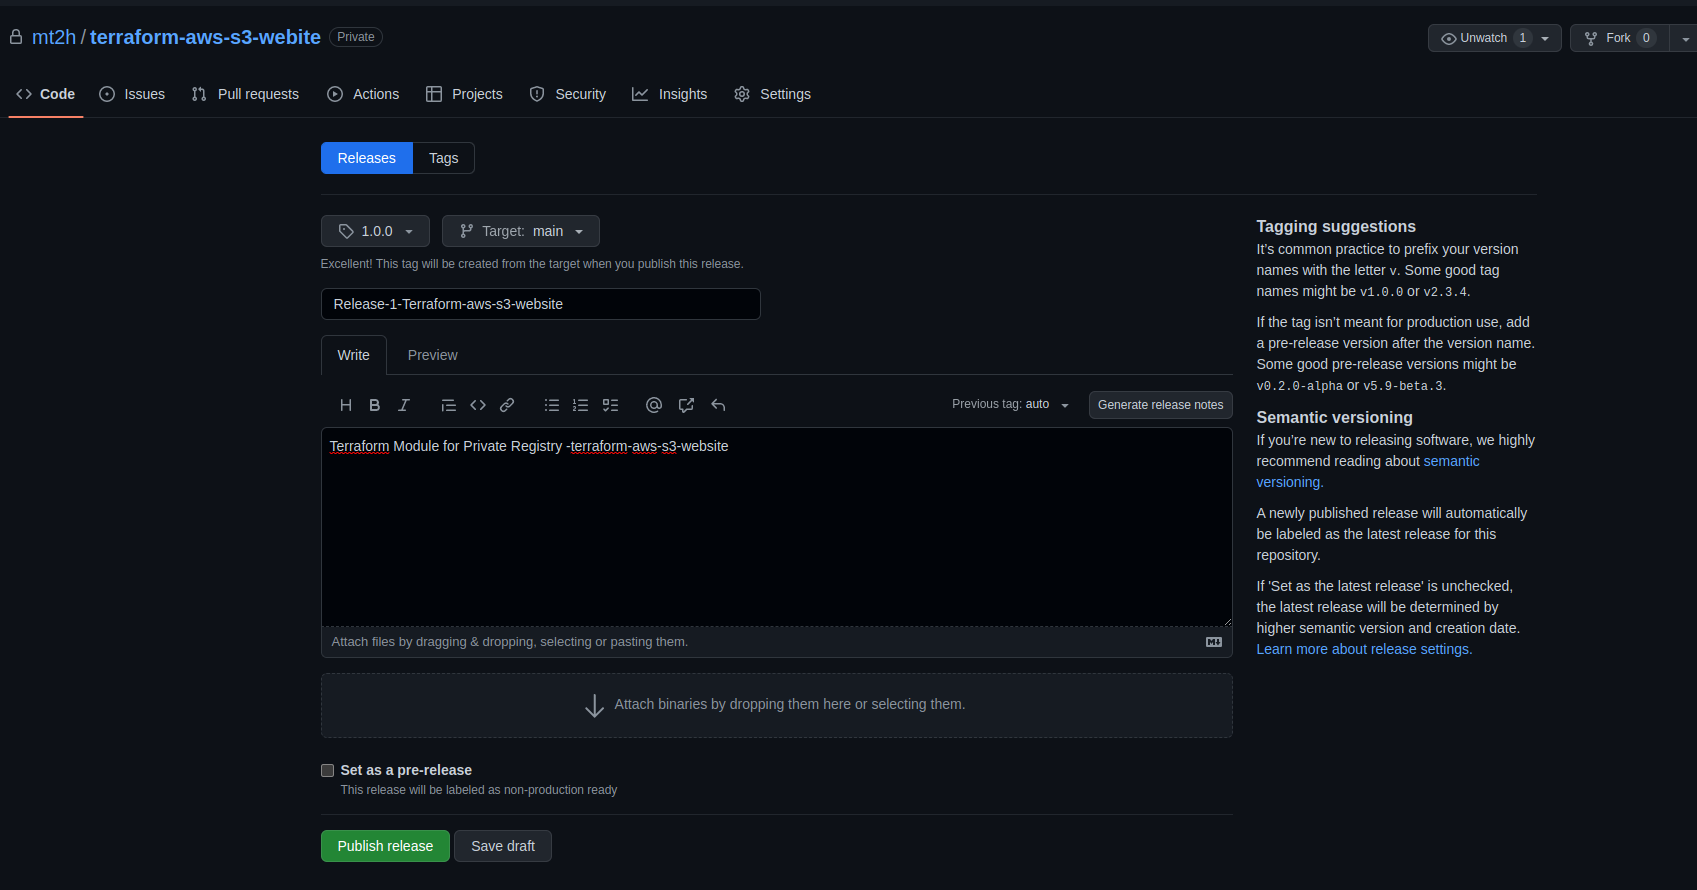 mt2h / terraform-aws-s3-webite Private
Unwatch 1
Fork 0
Code Issues Pull requests Actions Projects Security Insights Settings
Releases Tags
1.0.0 Target: main
Excellent! This tag will be created from the target when you publish this release.
Release-1-Terraform-aws-s3-website
Write Preview
H B I
Previous tag: auto Generate release notes
Terraform Module for Private Registry -terraform-aws-s3-website
Attach files by dragging & dropping, selecting or pasting them.
Attach binaries by dropping them here or selecting them.
Set as a pre-release
This release will be labeled as non-production ready
Publish release Save draft
Tagging suggestions
It's common practice to prefix your version
names with the letter v. Some good tag
names might be v1.0.0 or v2.3.4.
If the tag isn't meant for production use, add
a pre-release version after the version name.
Some good pre-release versions might be
v0.2.0-alpha or v5.9-beta.3.
Semantic versioning
If you're new to releasing software, we highly
recommend reading about semantic
versioning.
A newly published release will automatically
be labeled as the latest release for this
repository.
If 'Set as the latest release' is unchecked,
the latest release will be determined by
higher semantic version and creation date.
Learn more about release settings.